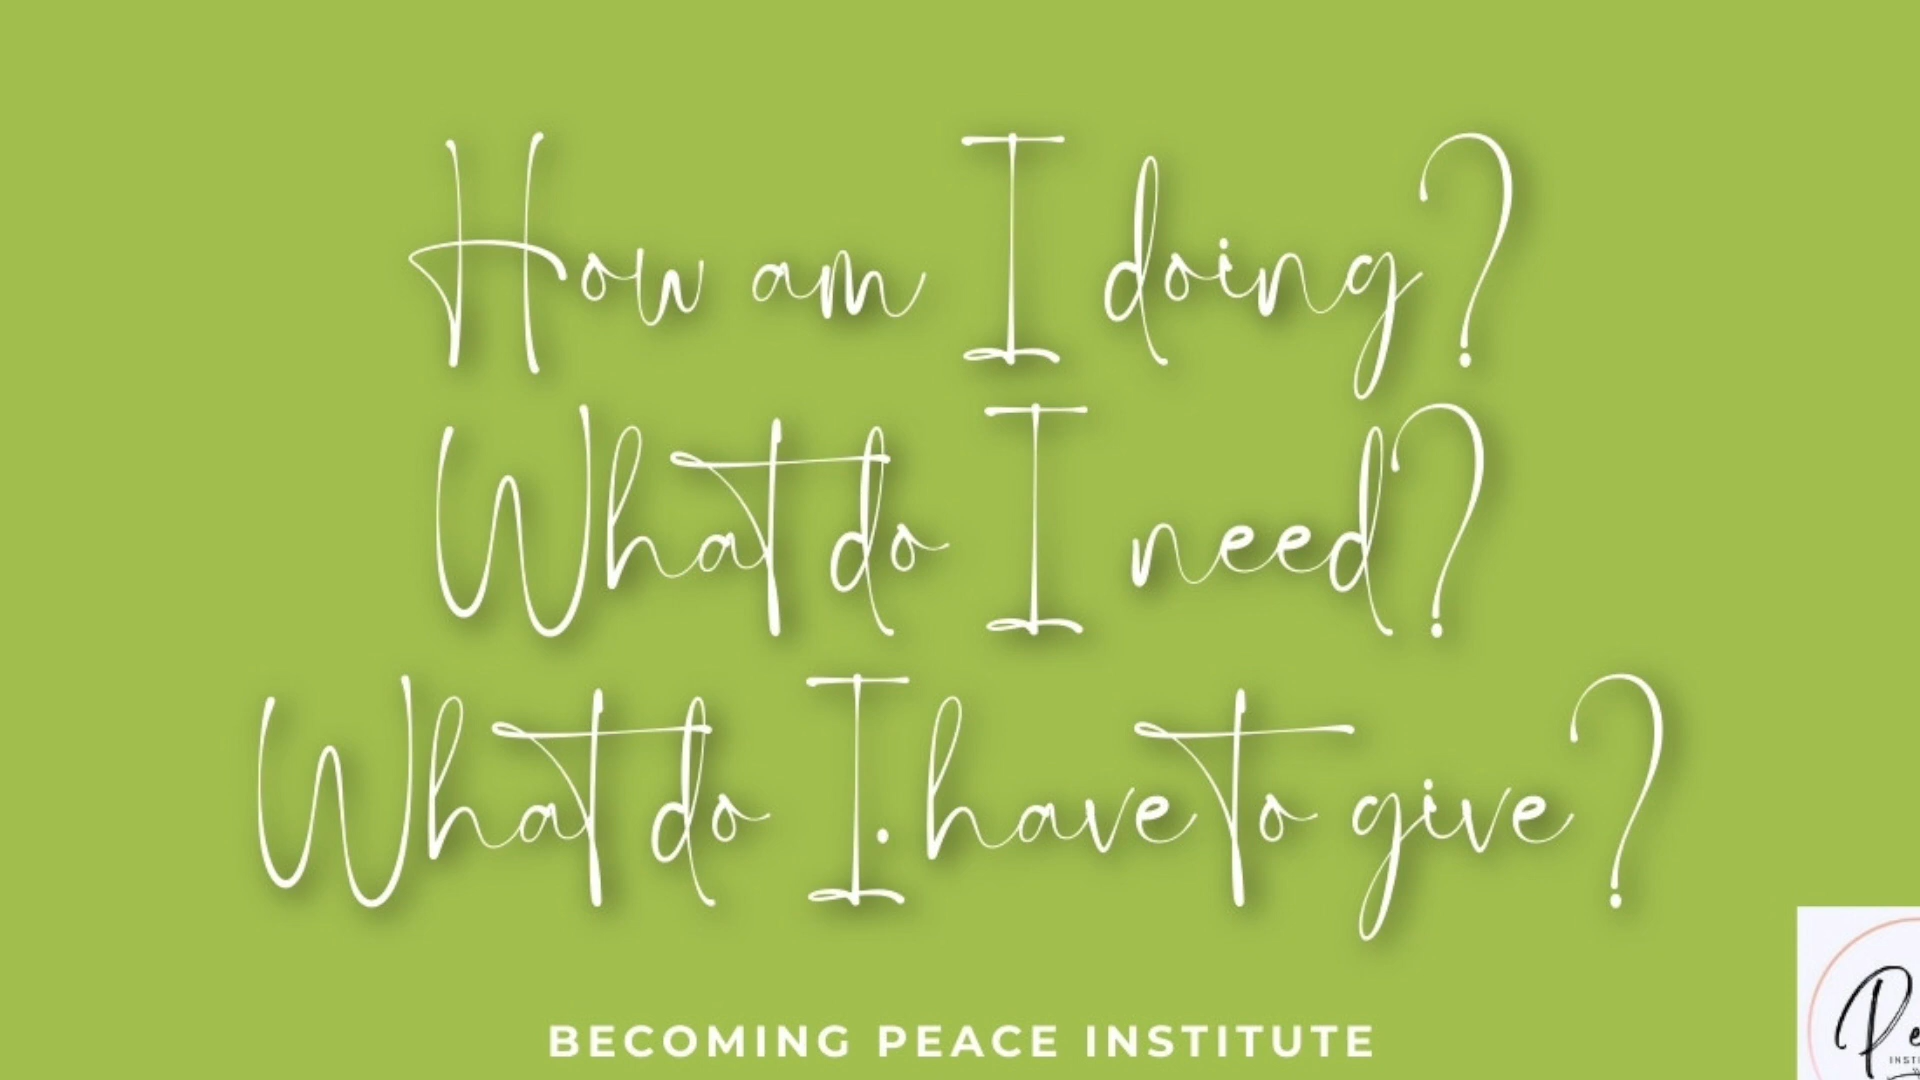 How am I doing?
What do I need?
What do I.have to give?
BECOMING PEACE INSTITUTE